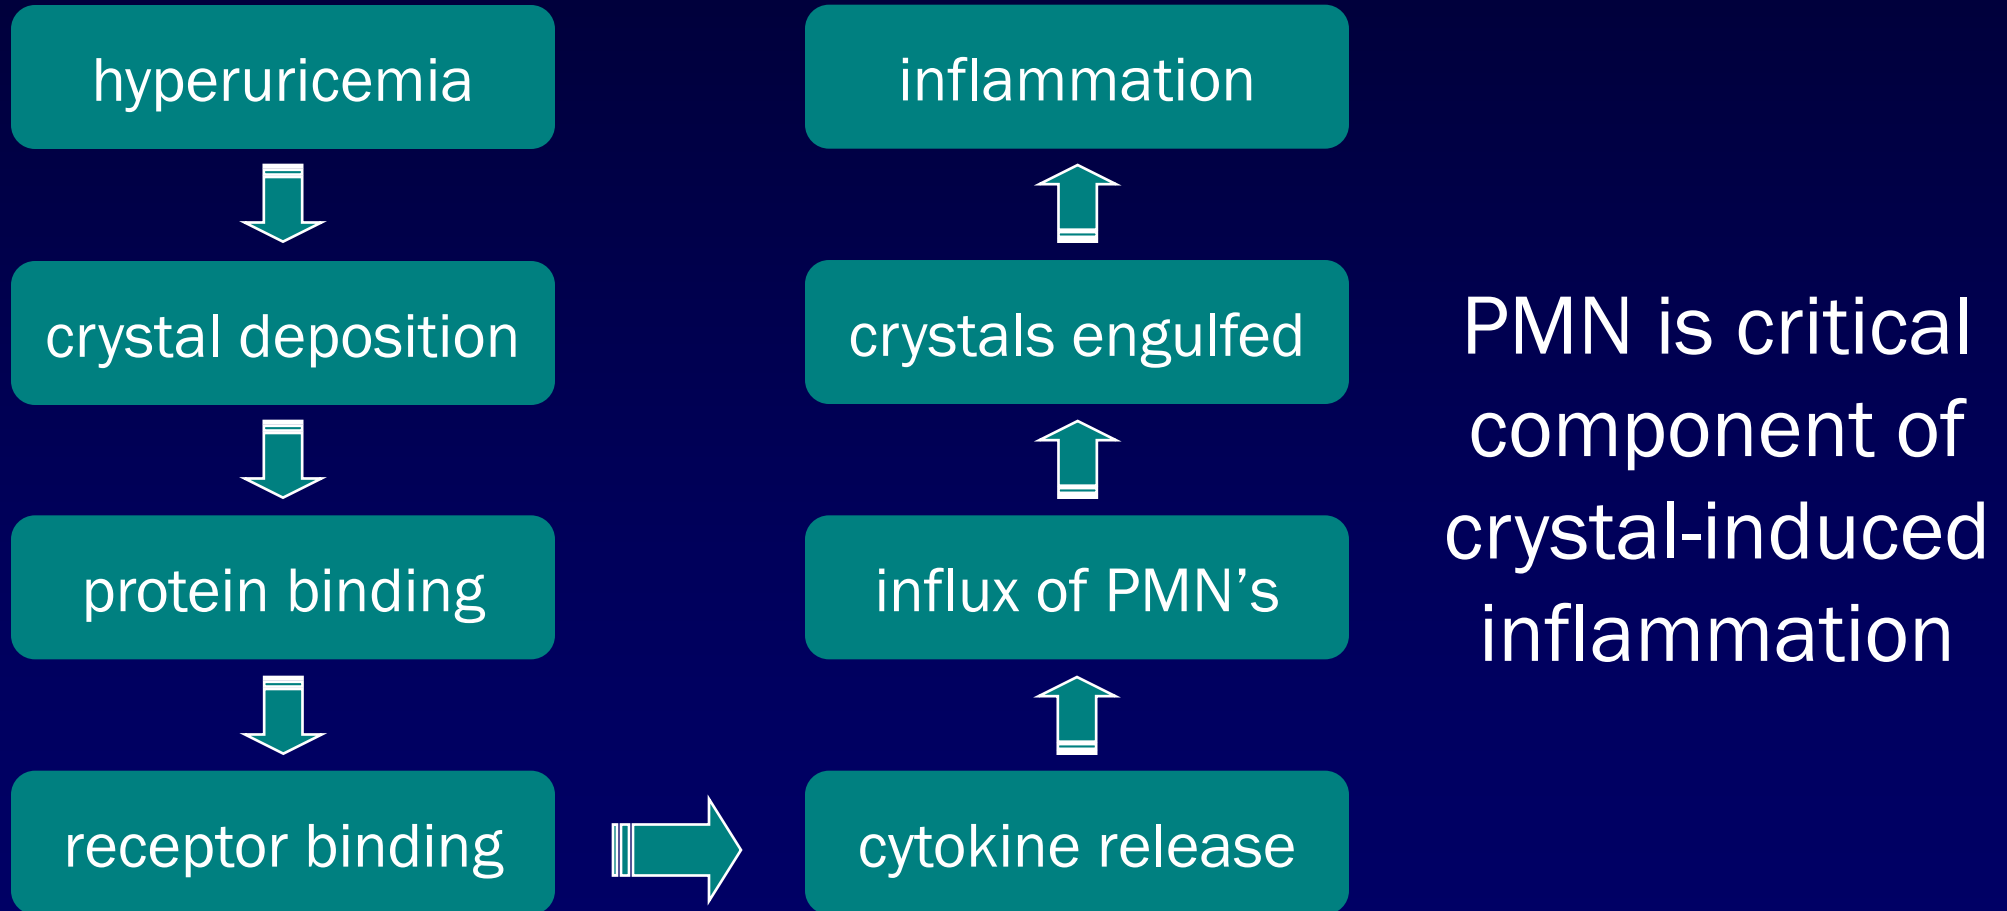 hyperuricemia
crystal deposition
protein binding
receptor binding
cytokine release
influx of PMN’s
crystals engulfed
inflammation
PMN is critical
component of
crystal-induced
inflammation